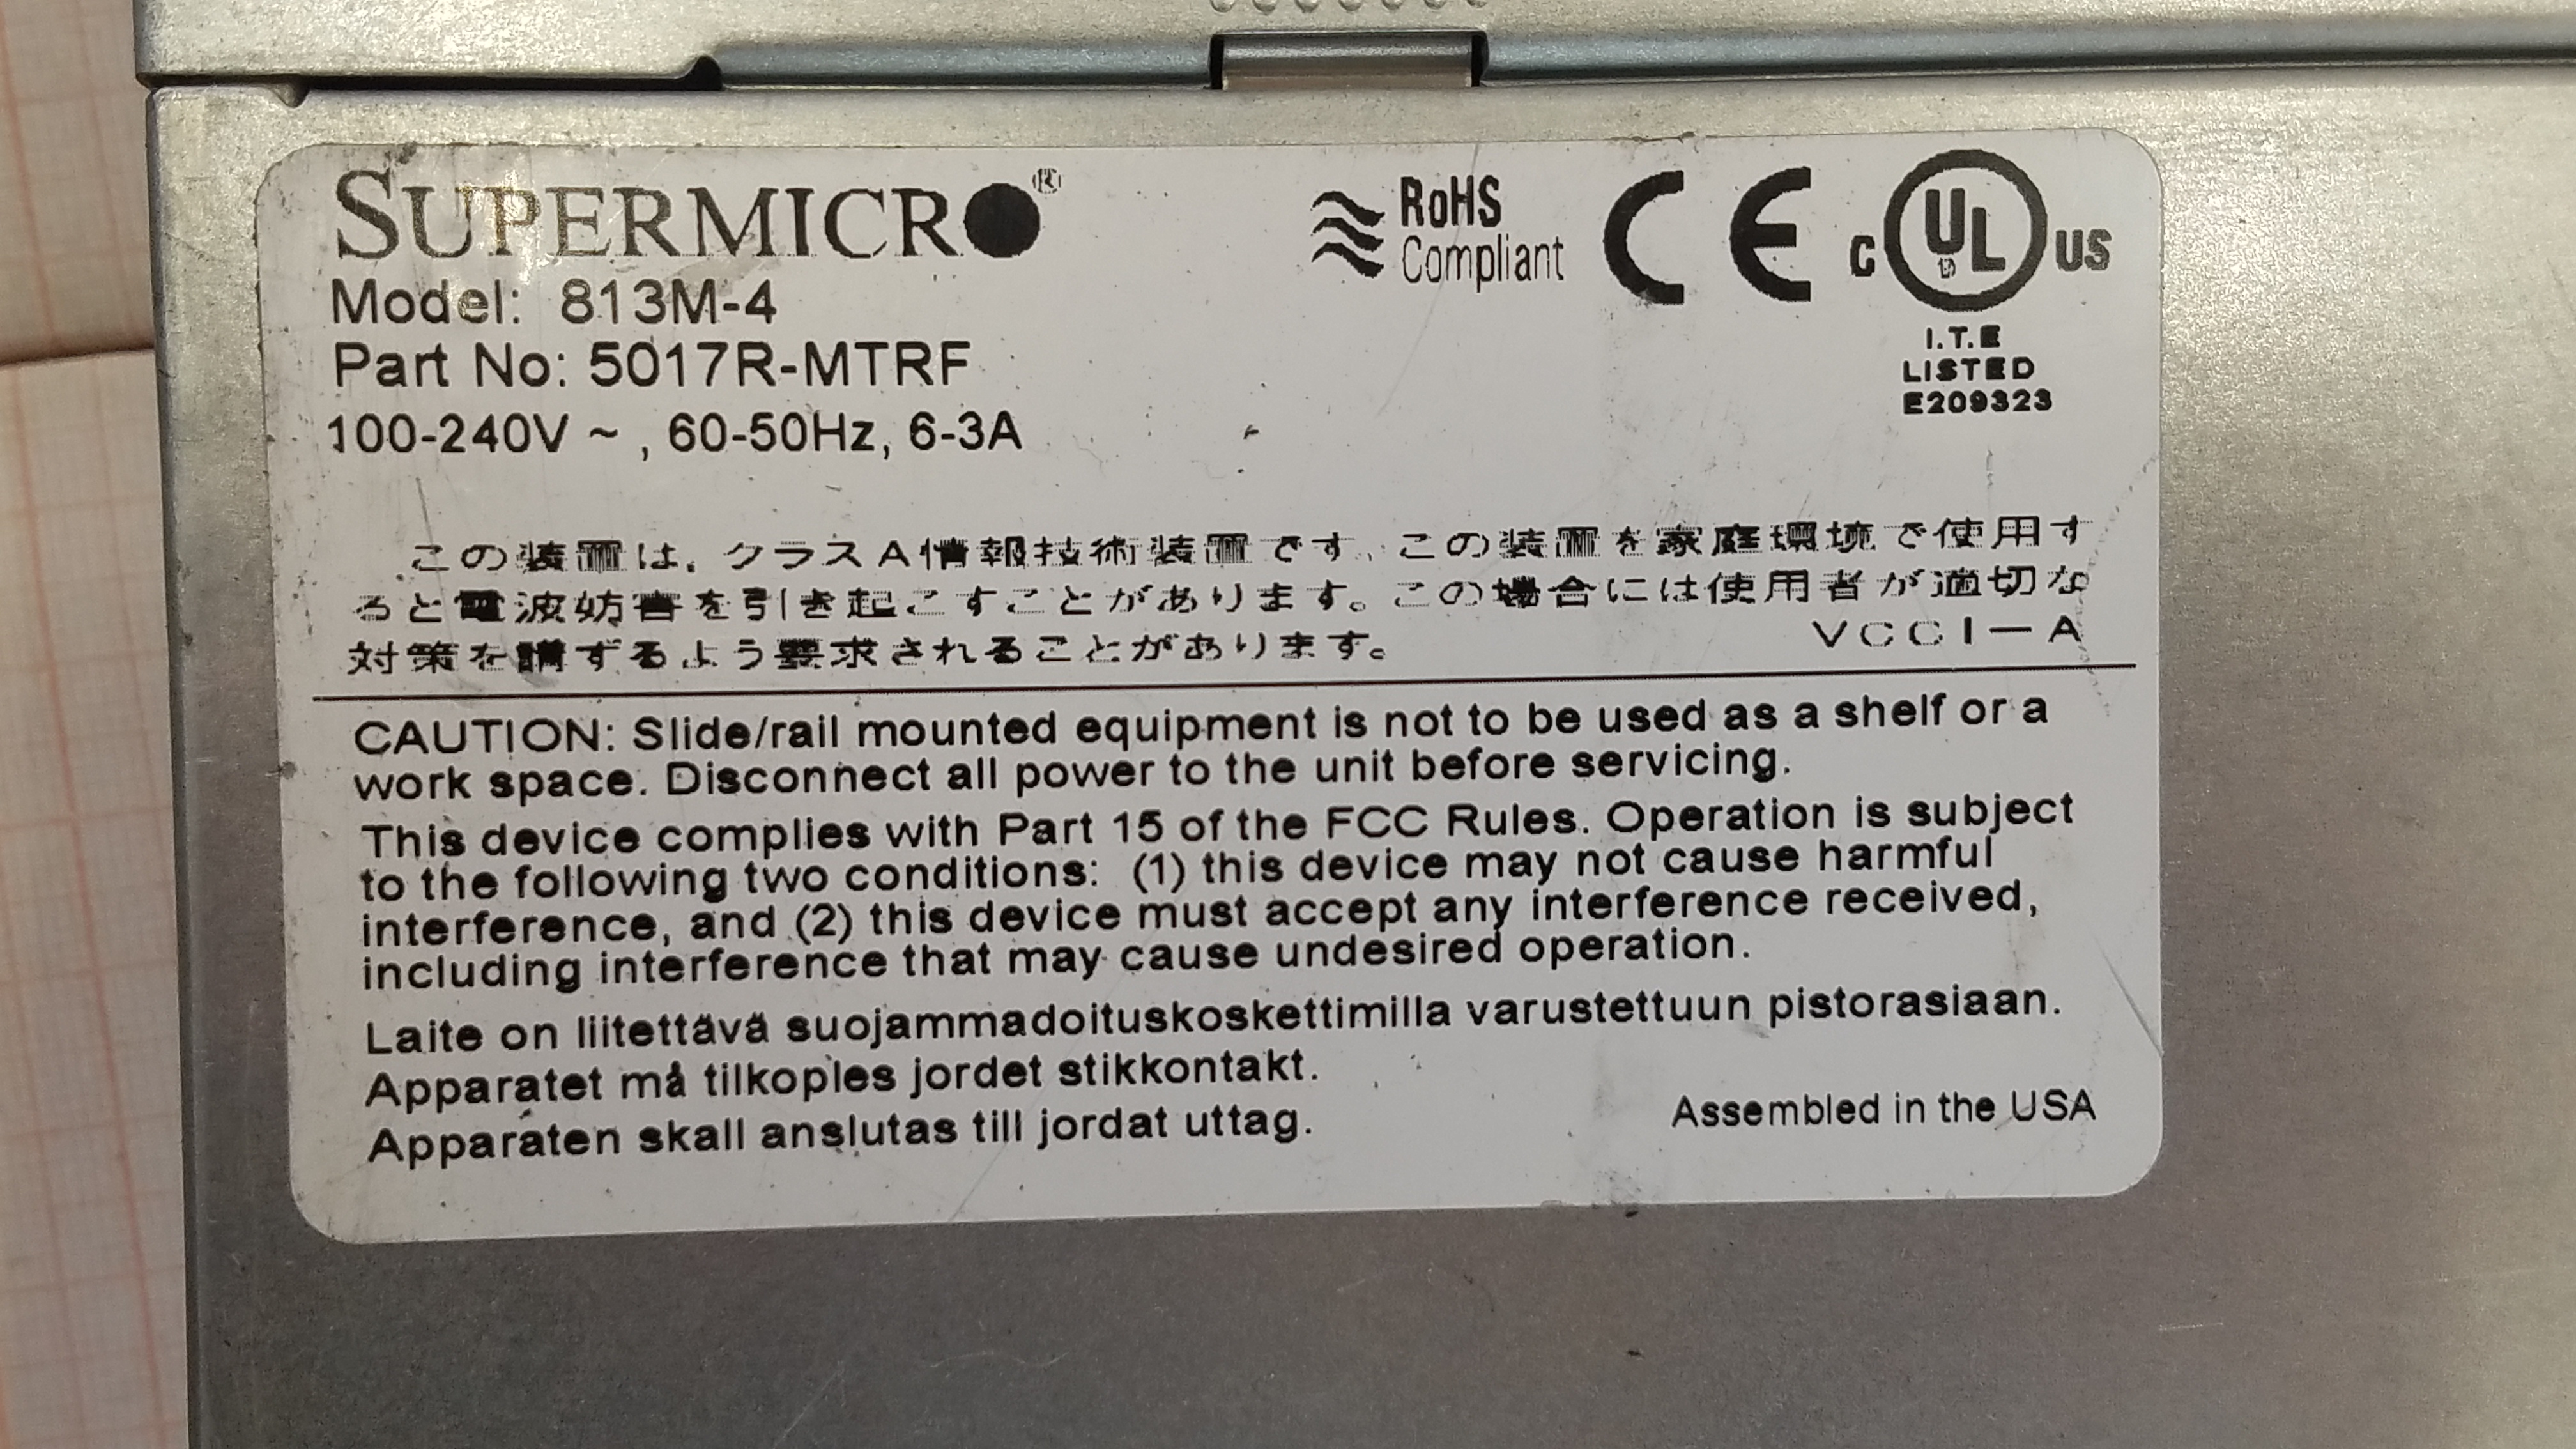 SUPERMICRO®
Model: 813M-4
Part No: 5017R-MTRF
100-240V ~ , 60-50Hz, 6-3A
RoHS
Compliant
CE
C UL US
I.T.E
LISTED
E209323
この装置は、クラスA情報技術装置です。この装置を家庭環境で使用す
ると電波妨害を引き起こすことがあります。この場合には使用者が適切な
対策を講ずるよう要求されることがあります。
VCCI-A
CAUTION: Slide/rail mounted equipment is not to be used as a shelf or a
work space. Disconnect all power to the unit before servicing.
This device complies with Part 15 of the FCC Rules. Operation is subject
to the following two conditions: (1) this device may not cause harmful
interference, and (2) this device must accept any interference received,
including interference that may cause undesired operation.
Laite on liitettävä suojammadoituskoskettimilla varustettuun pistorasiaan.
Apparatet må tilkoples jordet stikkontakt.
Apparaten skall anslutas till jordat uttag.
Assembled in the USA